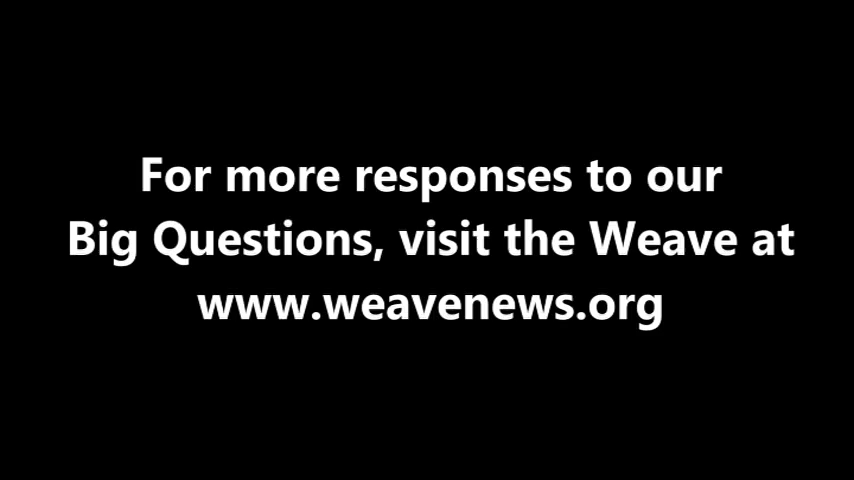 For more responses to our
Big Questions, visit the Weave at
www.weavenews.org